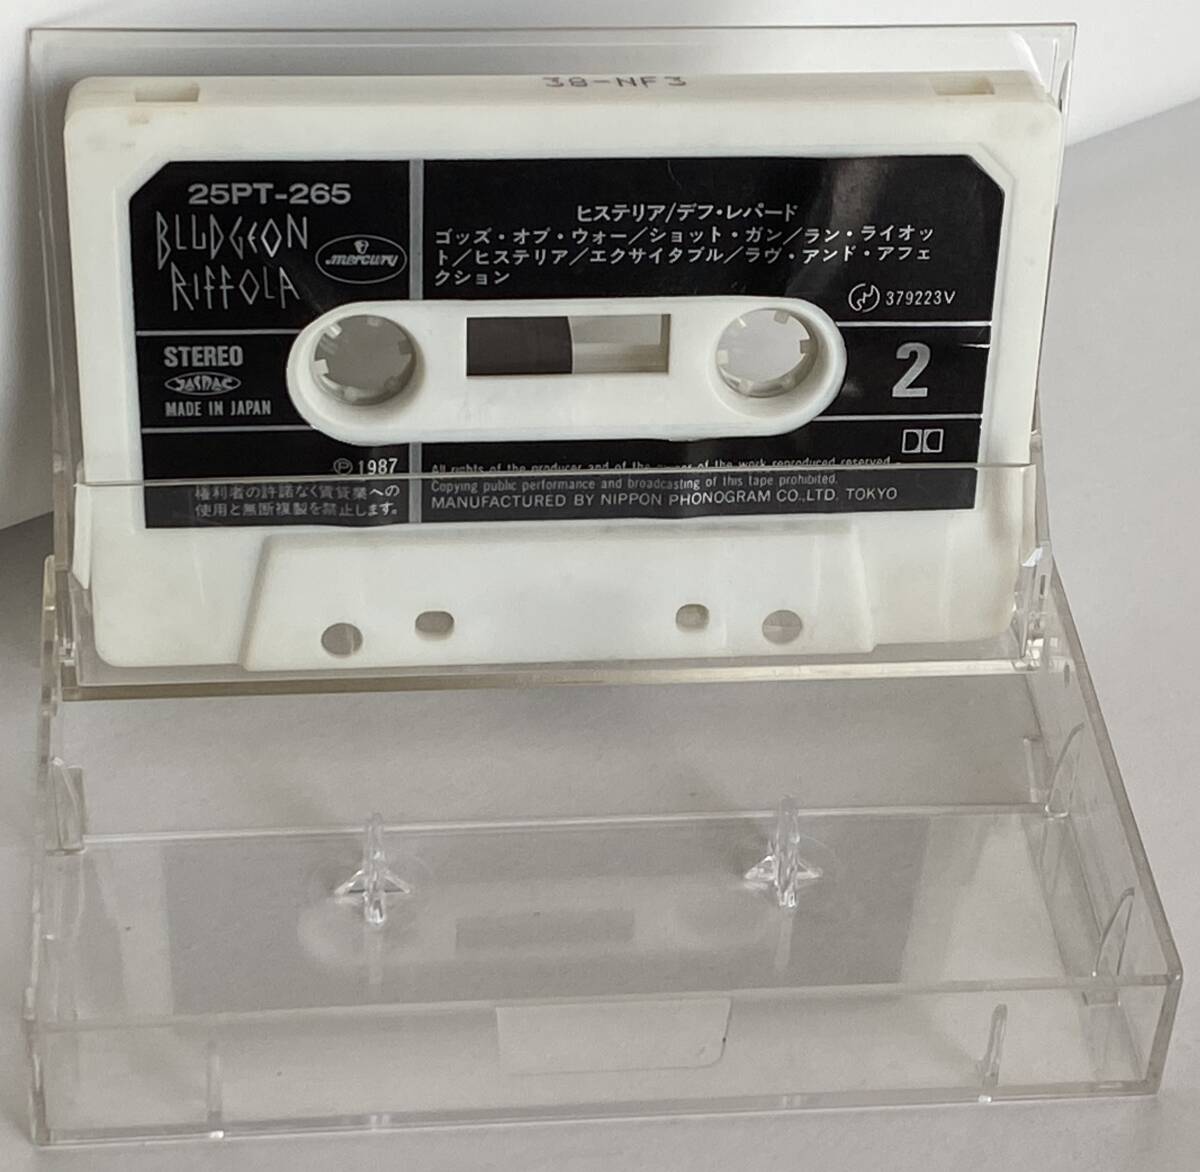 38-NF3
25PT-265
BLUDGEON
RIFFOLA
mercury
ヒステリア/デフ・レパード
ゴッズ・オブ・ウォー/ショット・ガン/ラン・ライオッ
ト/ヒステリア/エクサイタブル/ラヴ・アンド・アフェ
クション
379223V
STEREO
JASRAC
MADE IN JAPAN
2
Ⓟ 1987
All rights of the producer and of the owner of the work reproduced reserved.
Copying public performance and broadcasting of this tape prohibited.
MANUFACTURED BY NIPPON PHONOGRAM CO.,LTD. TOKYO
権利者の許諾なく賃貸業への
使用と無断複製を禁止します。